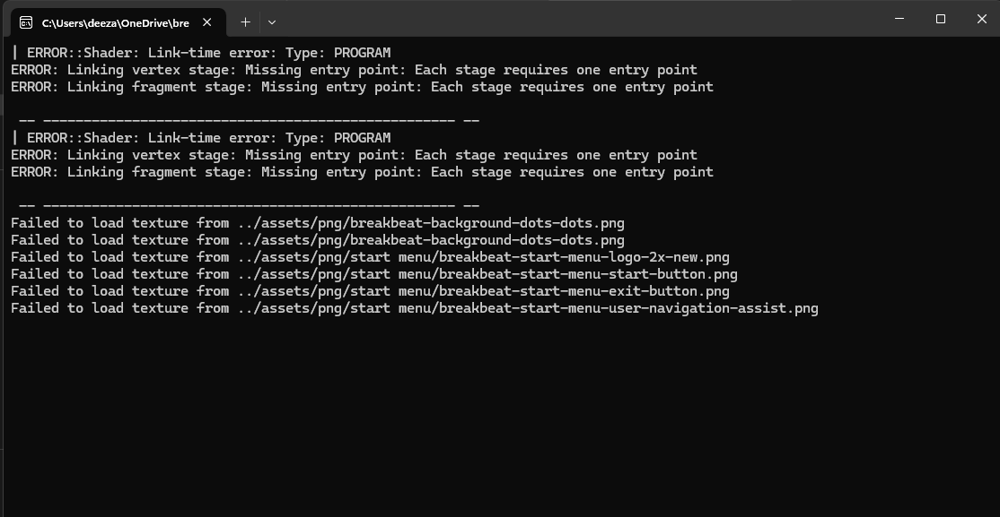 C:\Users\deeza\OneDrive\bre
| ERROR::Shader: Link-time error: Type: PROGRAM
ERROR: Linking vertex stage: Missing entry point: Each stage requires one entry point
ERROR: Linking fragment stage: Missing entry point: Each stage requires one entry point
-- --------------------------------------------------- --
| ERROR::Shader: Link-time error: Type: PROGRAM
ERROR: Linking vertex stage: Missing entry point: Each stage requires one entry point
ERROR: Linking fragment stage: Missing entry point: Each stage requires one entry point
-- --------------------------------------------------- --
Failed to load texture from ../assets/png/breakbeat-background-dots-dots.png
Failed to load texture from ../assets/png/breakbeat-background-dots-dots.png
Failed to load texture from ../assets/png/start menu/breakbeat-start-menu-logo-2x-new.png
Failed to load texture from ../assets/png/start menu/breakbeat-start-menu-start-button.png
Failed to load texture from ../assets/png/start menu/breakbeat-start-menu-exit-button.png
Failed to load texture from ../assets/png/start menu/breakbeat-start-menu-user-navigation-assist.png